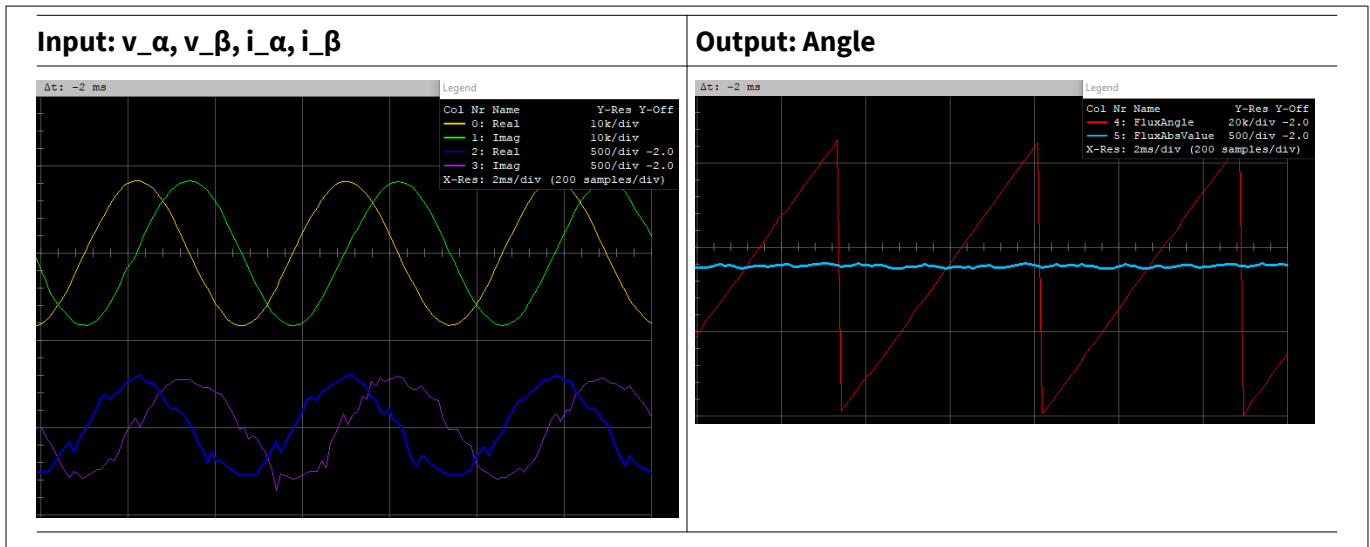 Input: v_α, v_β, i_α, i_β
Δt: -2 ms
Legend
Col Nr Name Y-Res Y-Off
0: Real 10k/div
1: Imag 10k/div
2: Real 500/div -2.0
3: Imag 500/div -2.0
X-Res: 2ms/div (200 samples/div)
Output: Angle
Δt: -2 ms
Legend
Col Nr Name Y-Res Y-Off
4: FluxAngle 20k/div -2.0
5: FluxAbsValue 500/div -2.0
X-Res: 2ms/div (200 samples/div)